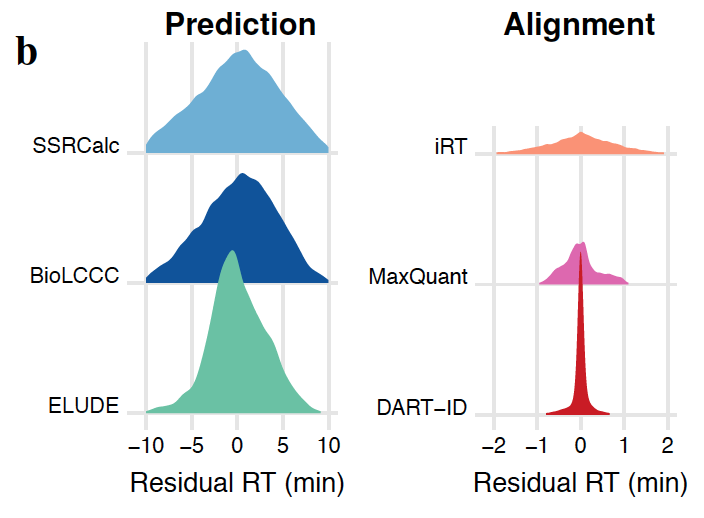 b
Prediction
SSRCalc
BioLCCC
ELUDE
−10 −5 0 5 10
Residual RT (min)
Alignment
iRT
MaxQuant
DART−ID
−2 −1 0 1 2
Residual RT (min)